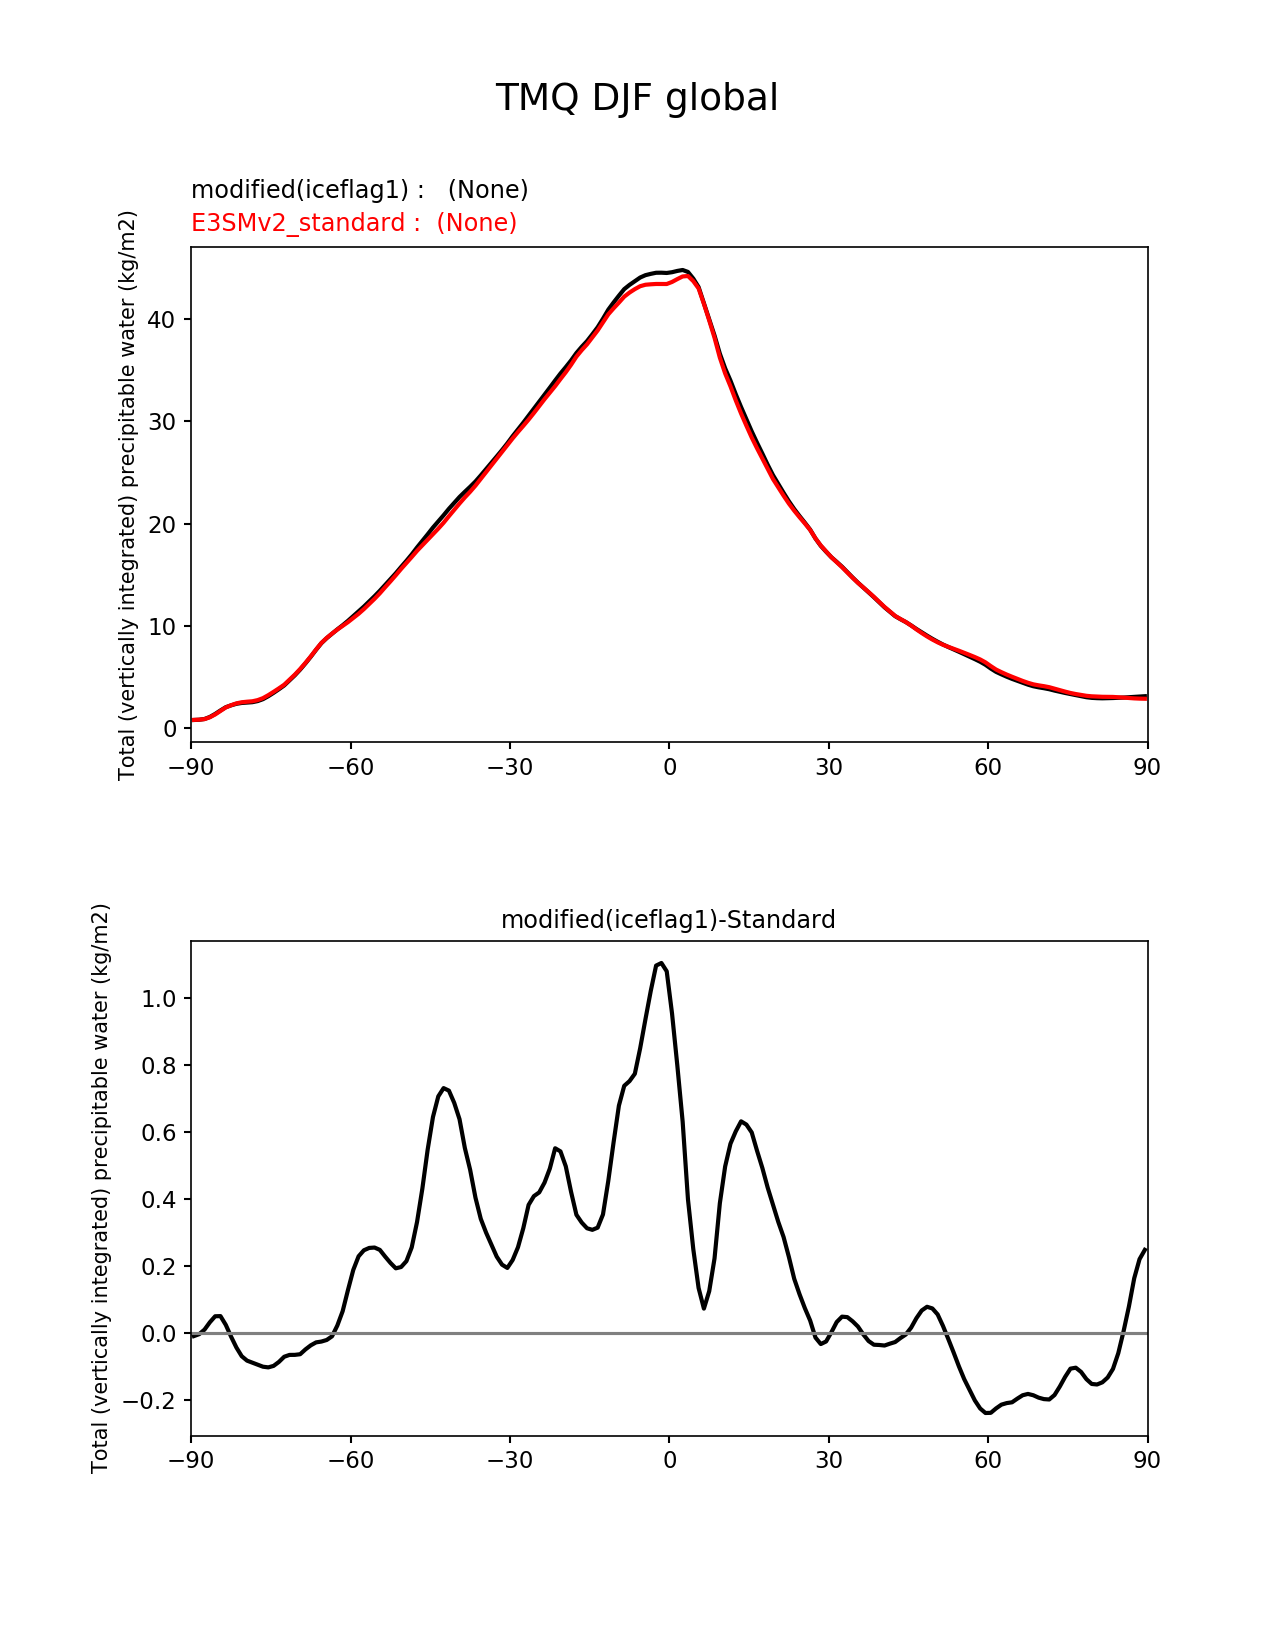 TMQ DJF global
modified(iceflag1) :   (None)
E3SMv2_standard :  (None)
Total (vertically integrated) precipitable water (kg/m2)
40
30
20
10
0
−90 −60 −30 0 30 60 90
modified(iceflag1)-Standard
Total (vertically integrated) precipitable water (kg/m2)
1.0
0.8
0.6
0.4
0.2
0.0
−0.2
−90 −60 −30 0 30 60 90